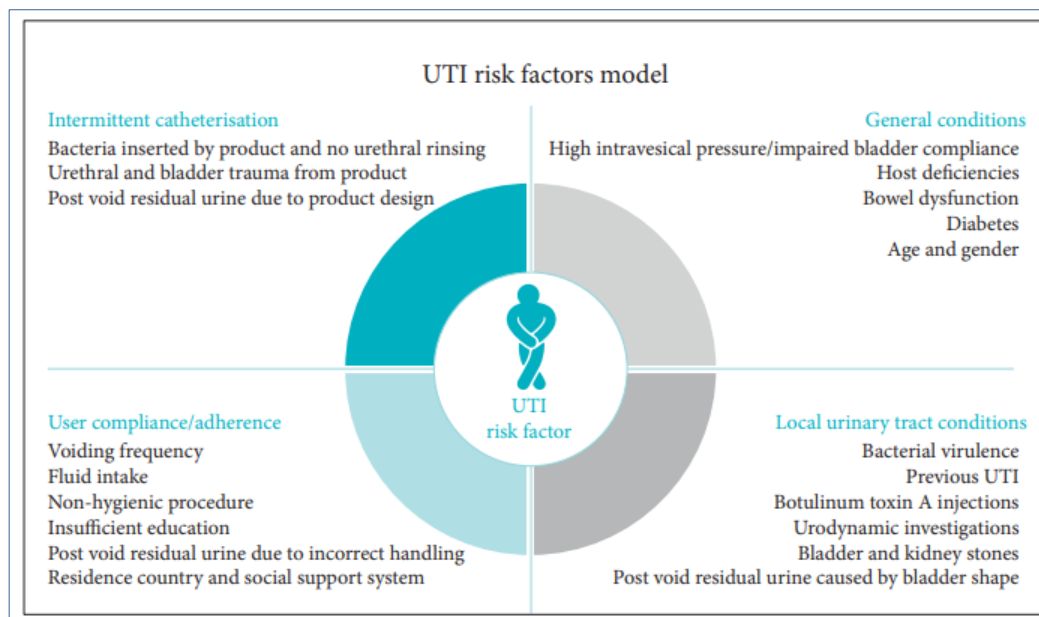 UTI risk factors model
Intermittent catheterisation
Bacteria inserted by product and no urethral rinsing
Urethral and bladder trauma from product
Post void residual urine due to product design
General conditions
High intravesical pressure/impaired bladder compliance
Host deficiencies
Bowel dysfunction
Diabetes
Age and gender
UTI
risk factor
User compliance/adherence
Voiding frequency
Fluid intake
Non-hygienic procedure
Insufficient education
Post void residual urine due to incorrect handling
Residence country and social support system
Local urinary tract conditions
Bacterial virulence
Previous UTI
Botulinum toxin A injections
Urodynamic investigations
Bladder and kidney stones
Post void residual urine caused by bladder shape